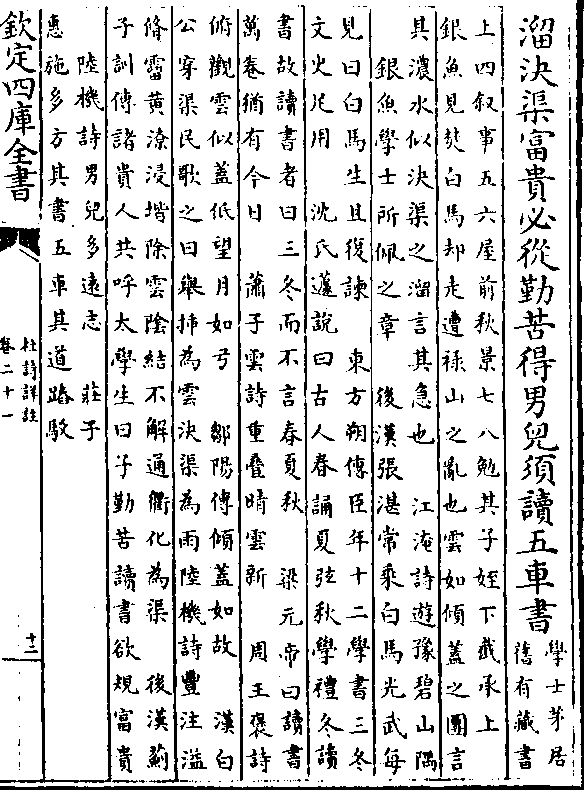 溜決渠富貴必從勤苦得男兒須讀五車書
學士茅居
舊有藏書
上四叙事五六屋前秋景七八勉其子姪下截承上
銀魚見焚白馬却走遭祿山之亂也雲如傾蓋之團言
其濃水似決渠之溜言其急也 江淹詩遊豫碧山隅
銀魚學士所佩之章 後漢張湛常乘白馬光武每
見曰白馬生且復諫 東方朔傳臣年十二學書三冬
文史足用 沈氏邃說曰古人春誦夏弦秋學禮冬讀
書故讀書者曰三冬而不言春夏秋 梁元帝曰讀書
萬卷猶有今日 蕭子雲詩重疊晴雲新 周王褒詩
俯觀雲似蓋低望月如弓 鄒陽傳傾蓋如故 漢白
公穿渠民歌之曰舉揷為雲決渠為雨陸機詩豐注溢
脩霤黄潦浸堦除雲陰結不解通衢化為渠 後漢薊
子訓傳諸貴人共呼太學生曰子勤苦讀書欲規富貴
陸機詩男兒多遠志 莊子
惠施多方其書五車其道踳駁
欽定四庫全書
杜詩詳註
卷二十一
十二